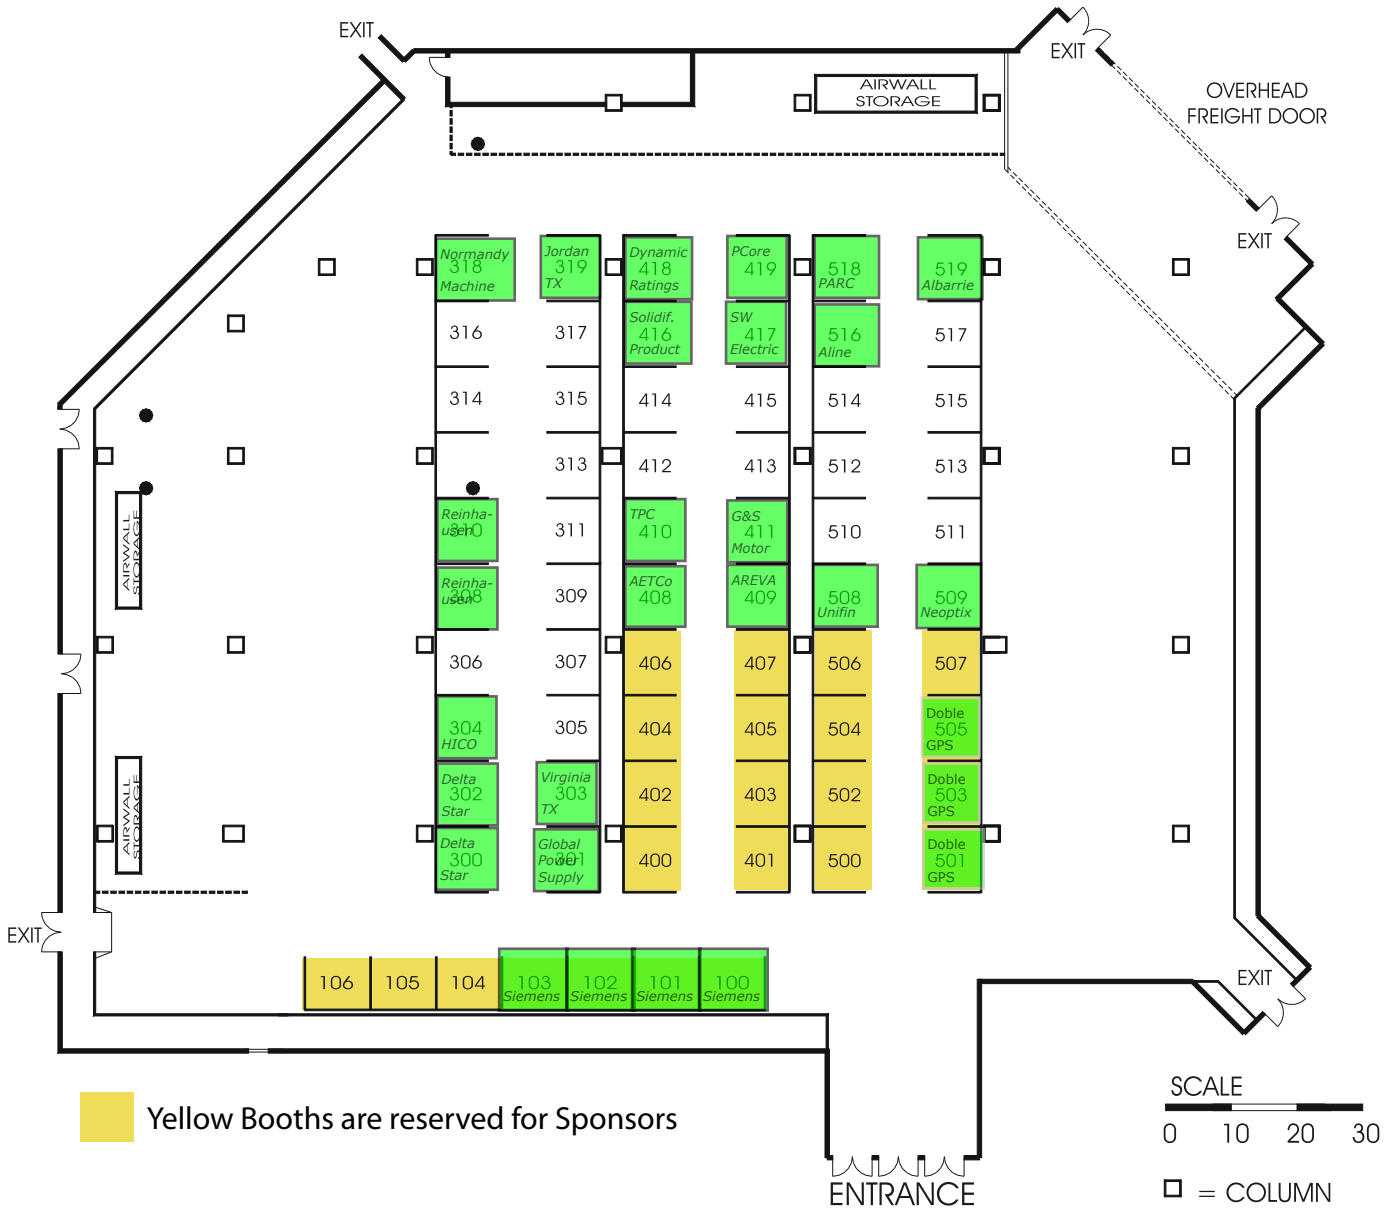 EXIT
EXIT
AIRWALL
STORAGE
OVERHEAD
FREIGHT DOOR
EXIT
Normandy
318
Machine
Jordan
319
TX
Dynamic
418
Ratings
PCore
419
518
PARC
519
Albarrie
316
317
Solidif.
416
Product
SW
417
Electric
516
Aline
517
314
315
414
415
514
515
313
412
413
512
513
Reinha-
usen
310
311
TPC
410
G&S
411
Motor
510
511
Reinha-
usen
308
309
AETCo
408
AREVA
409
508
Unifin
509
Neoptix
306
307
406
407
506
507
304
HICO
305
404
405
504
Doble
505
GPS
Delta
302
Star
Virginia
303
TX
402
403
502
Doble
503
GPS
Delta
300
Star
Global
Power
301
Supply
400
401
500
Doble
501
GPS
AIRWALL
STORAGE
AIRWALL
STORAGE
EXIT
106
105
104
103
Siemens
102
Siemens
101
Siemens
100
Siemens
EXIT
Yellow Booths are reserved for Sponsors
SCALE
0 10 20 30
ENTRANCE
= COLUMN